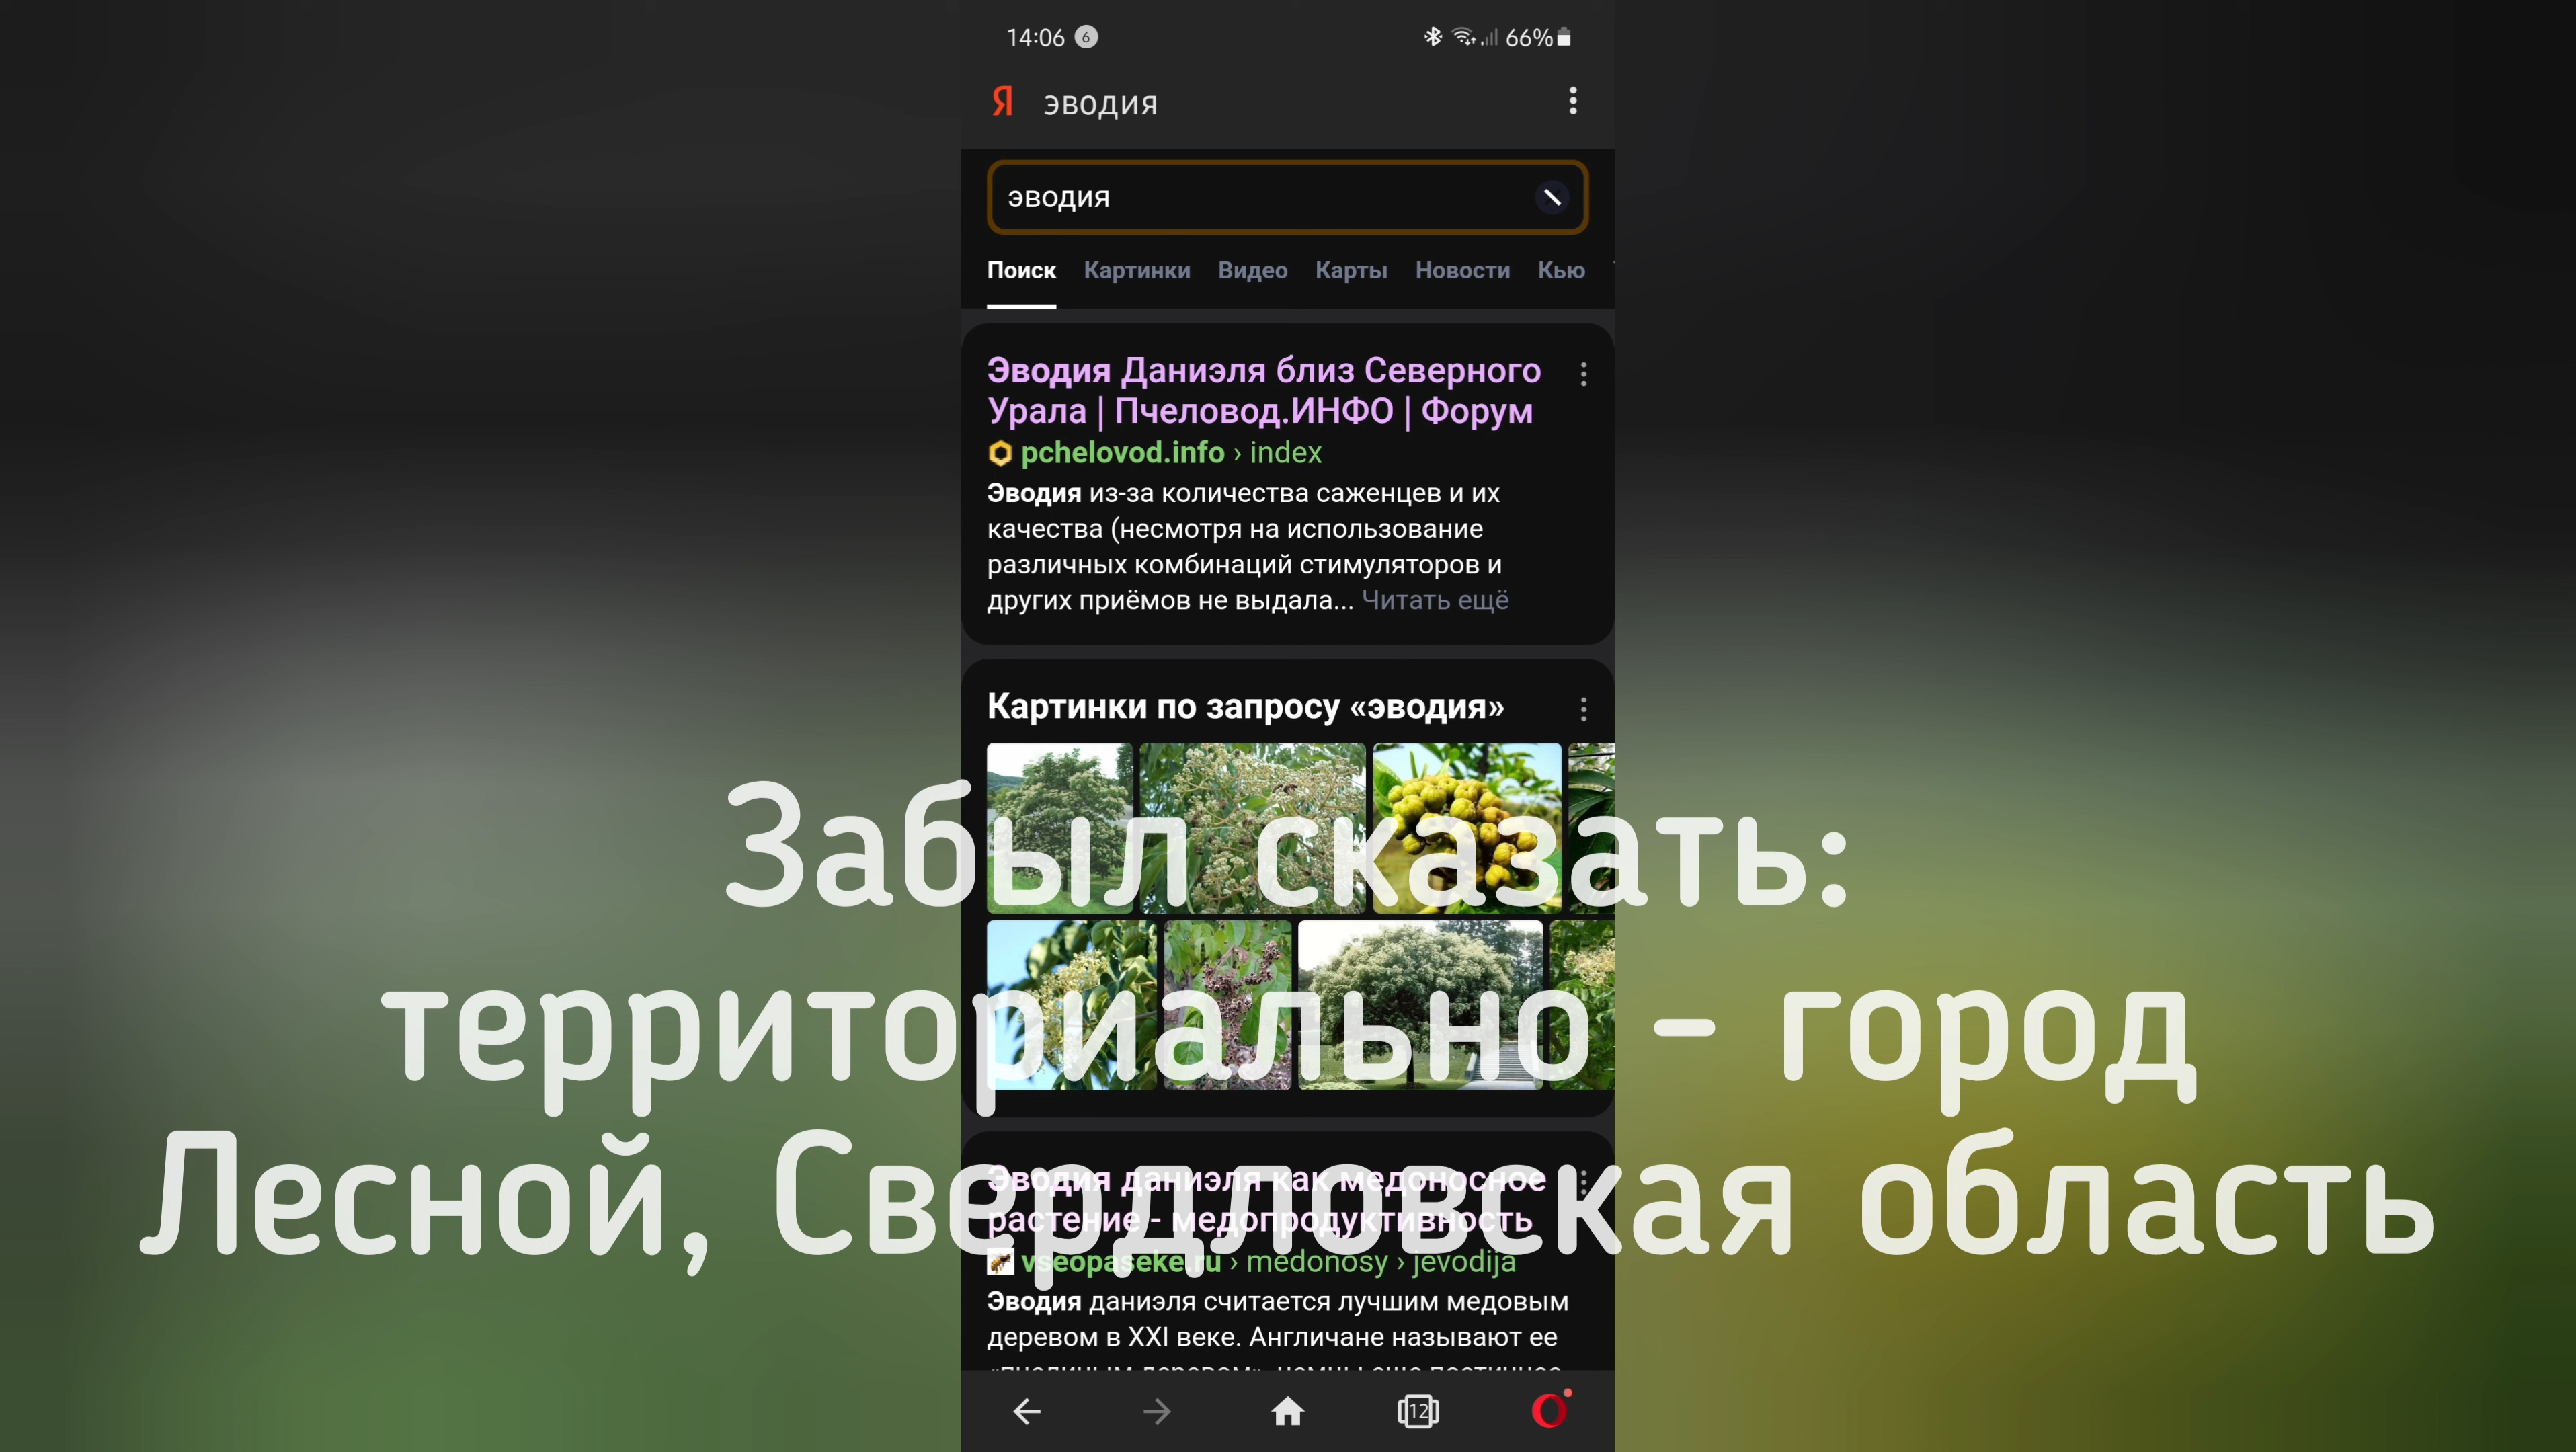 14:06 6 66%
Я эводия
эводия
Поиск Картинки Видео Карты Новости Кью
Эводия Даниэля близ Северного
Урала | Пчеловод.ИНФО | Форум
pchelovod.info › index
Эводия из-за количества саженцев и их
качества (несмотря на использование
различных комбинаций стимуляторов и
других приёмов не выдала... Читать ещё
Картинки по запросу «эводия»
Забыл сказать:
территориально - город
Лесной, Свердловская область
Эводия даниэля как медоносное
растение - медопродуктивность
vseopaseke.ru › medonosy › jevodija
Эводия даниэля считается лучшим медовым
деревом в XXI веке. Англичане называют ее
12